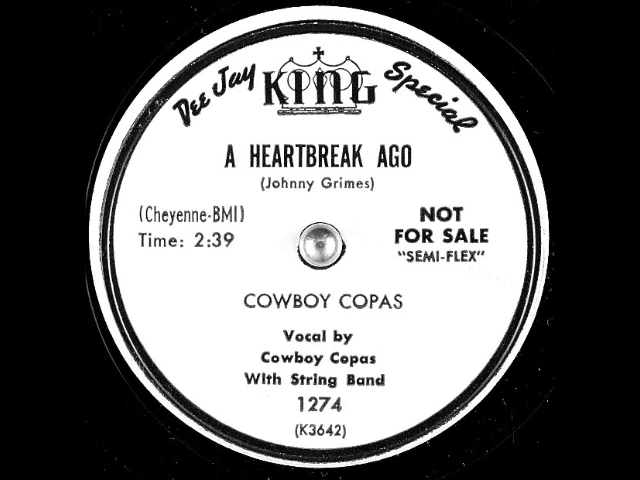 Dee Jay KING Special
A HEARTBREAK AGO
(Johnny Grimes)
(Cheyenne-BMI)
Time: 2:39
NOT
FOR SALE
"SEMI-FLEX"
COWBOY COPAS
Vocal by
Cowboy Copas
With String Band
1274
(K3642)